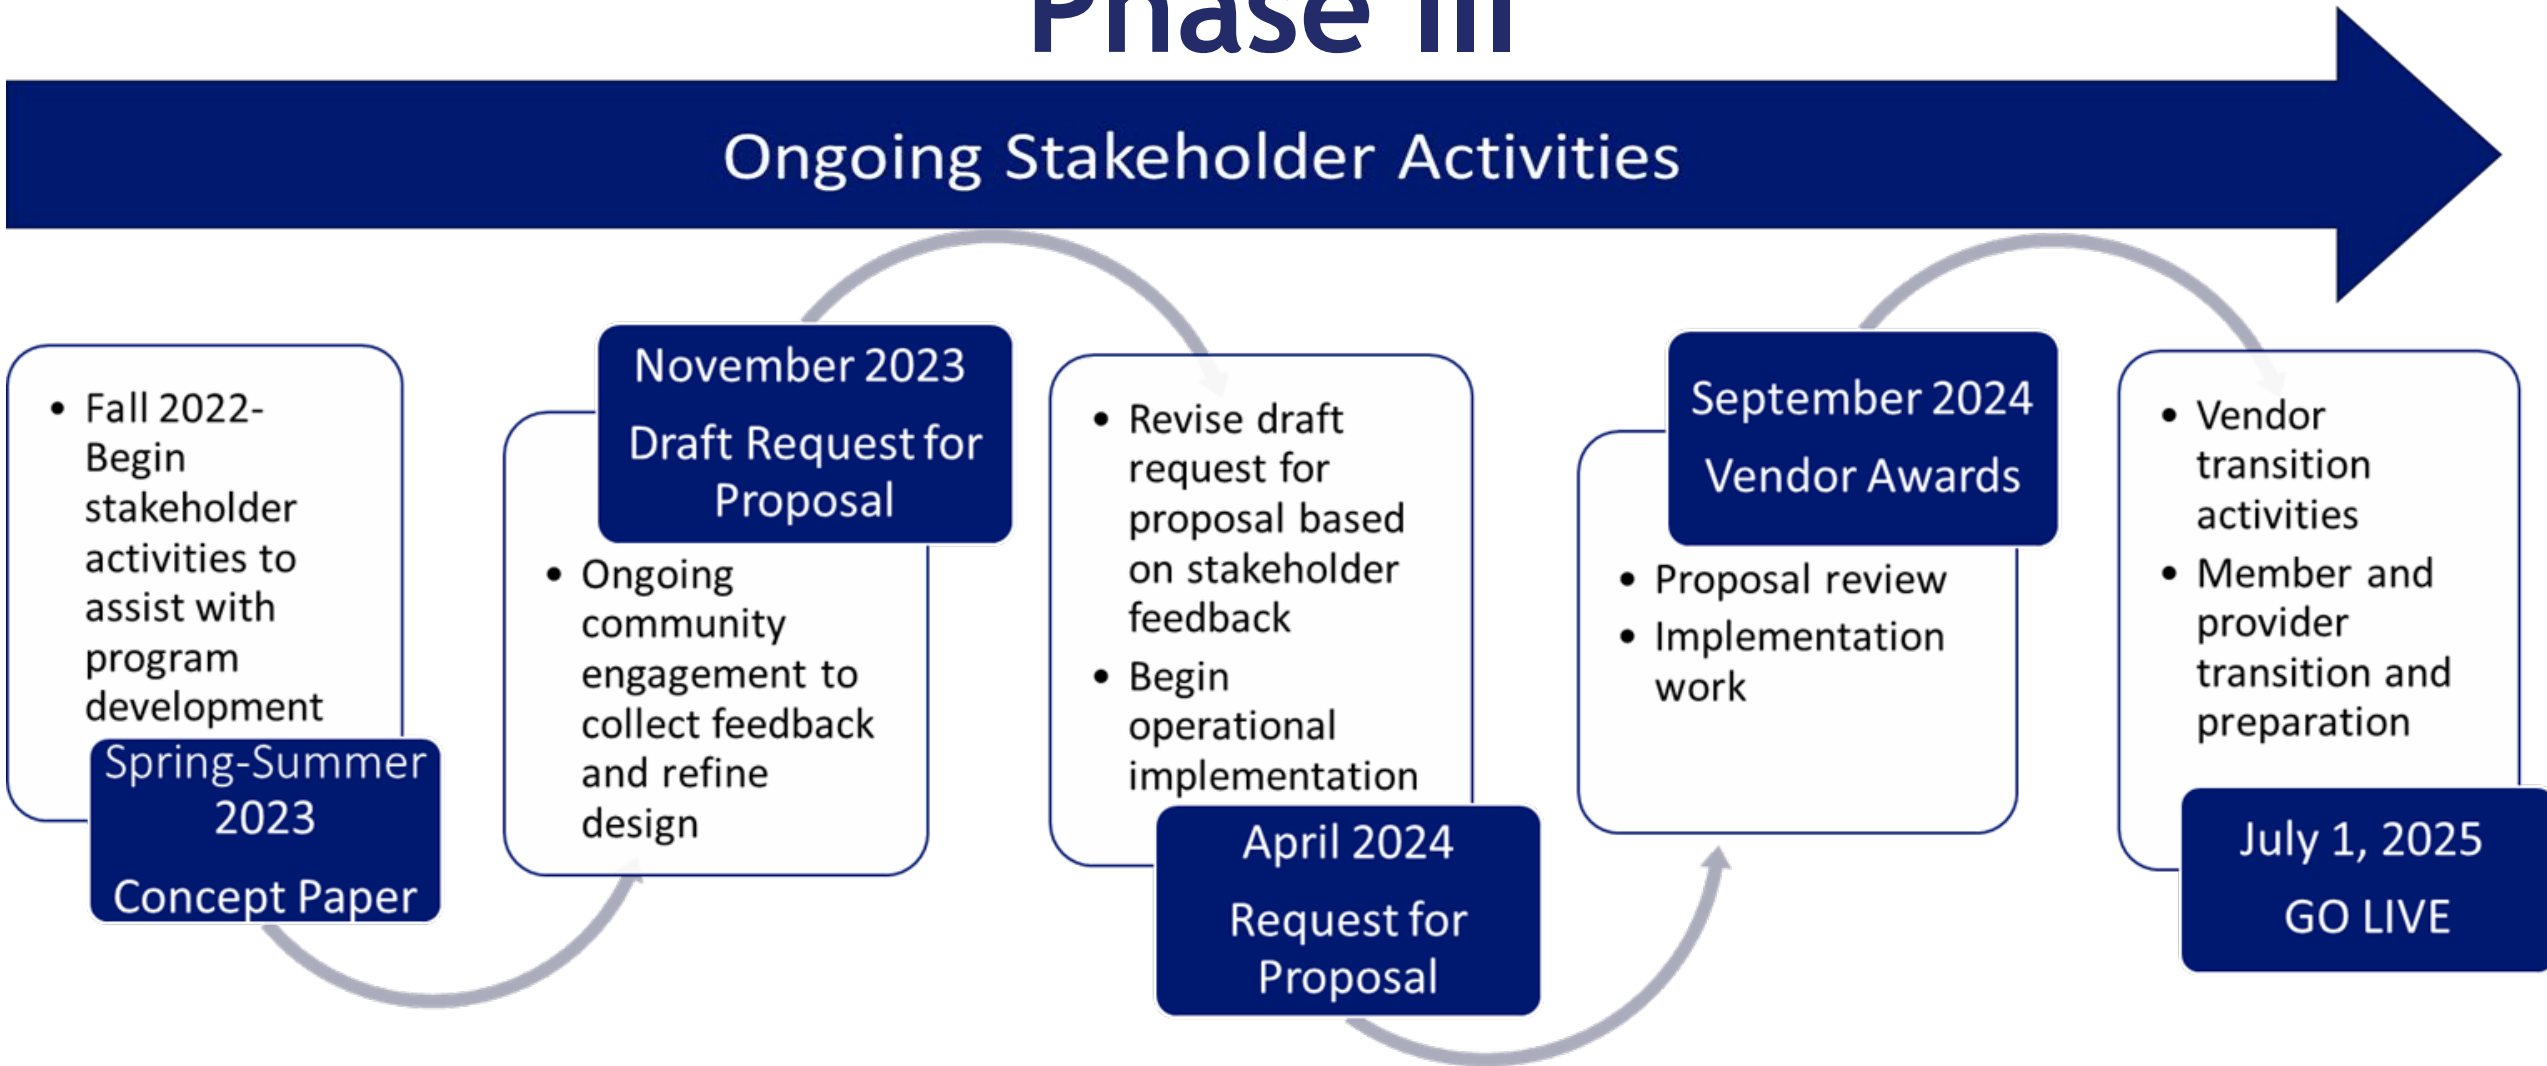 Phase III
Ongoing Stakeholder Activities
• Fall 2022-
Begin
stakeholder
activities to
assist with
program
development
Spring-Summer
2023
Concept Paper
November 2023
Draft Request for
Proposal
• Ongoing
community
engagement to
collect feedback
and refine
design
• Revise draft
request for
proposal based
on stakeholder
feedback
• Begin
operational
implementation
April 2024
Request for
Proposal
September 2024
Vendor Awards
• Proposal review
• Implementation
work
• Vendor
transition
activities
• Member and
provider
transition and
preparation
July 1, 2025
GO LIVE